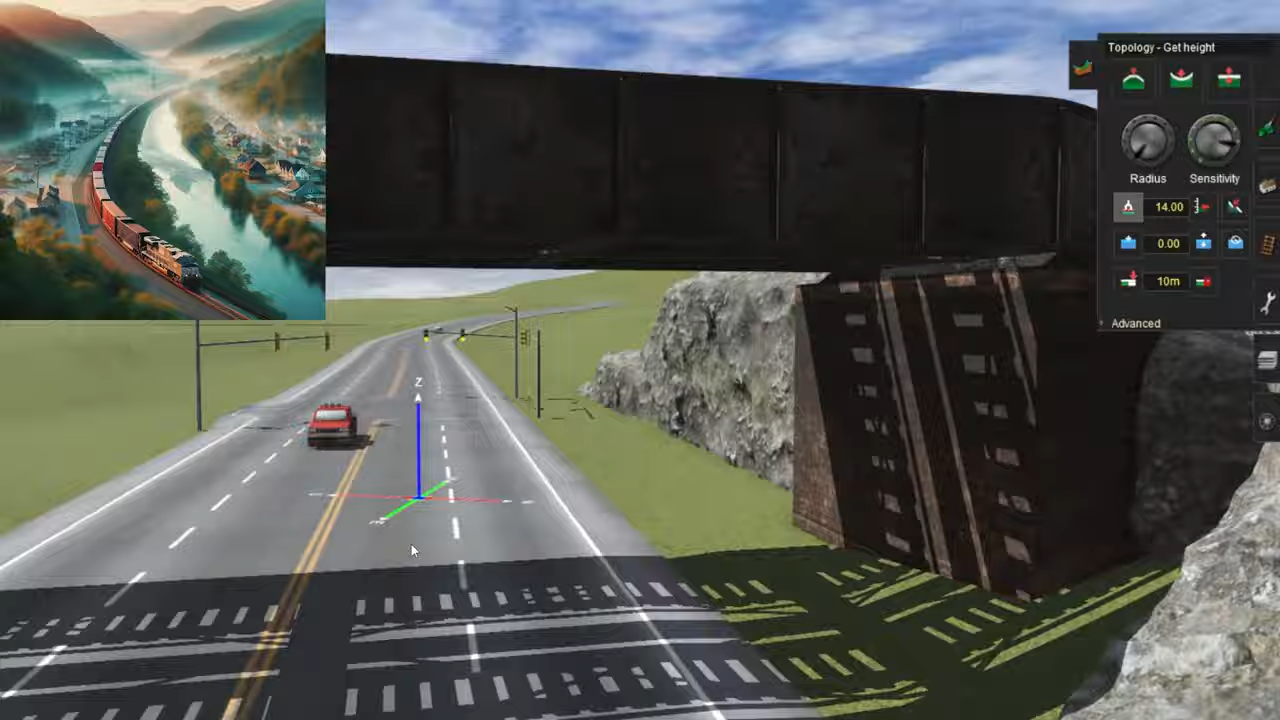 Topology - Get height
Radius Sensitivity
14.00
0.00
10m
Advanced
Z